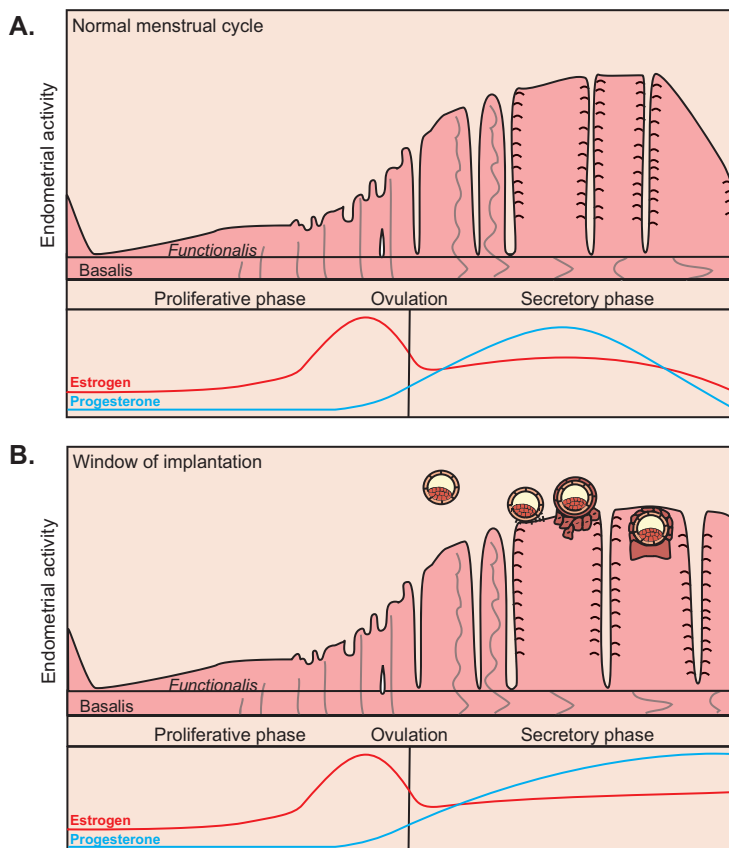 A.
Normal menstrual cycle
Endometrial activity
Functionalis
Basalis
Proliferative phase Ovulation Secretory phase
Estrogen
Progesterone
B.
Window of implantation
Endometrial activity
Functionalis
Basalis
Proliferative phase Ovulation Secretory phase
Estrogen
Progesterone